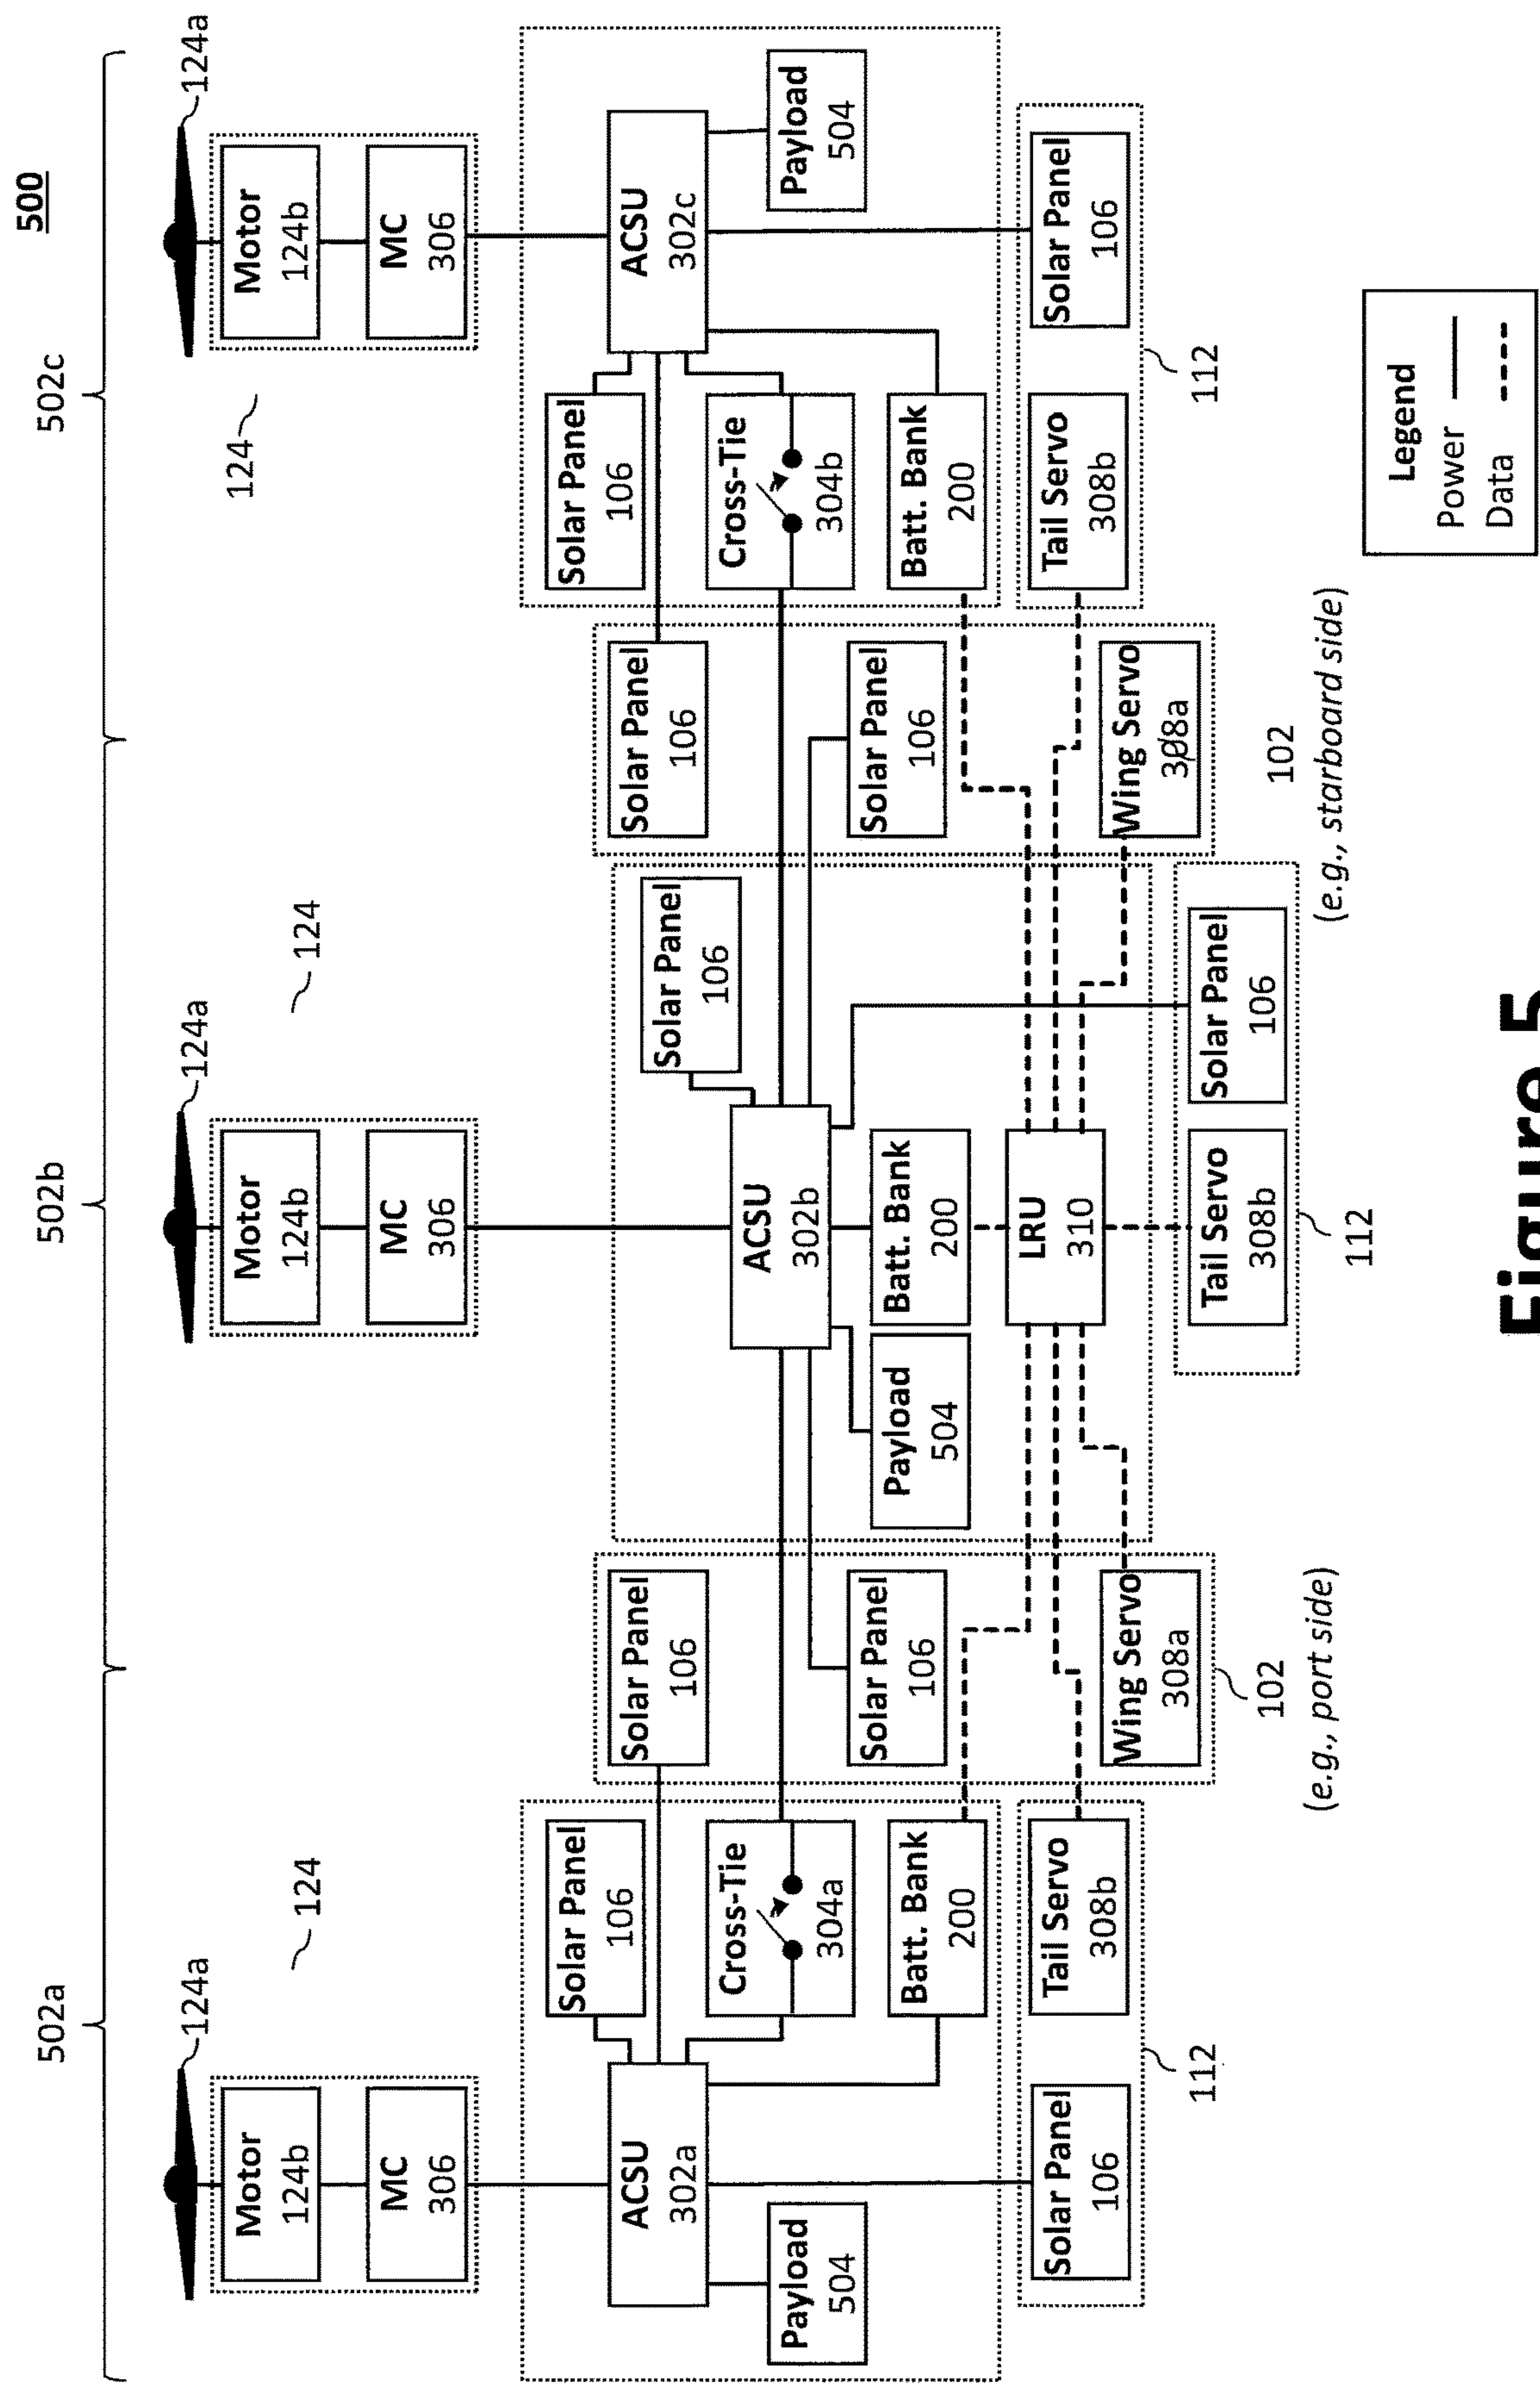 500
502a
502b
502c
124a
124a
124a
124
124
124
Motor
124b
MC
306
Motor
124b
MC
306
Motor
124b
MC
306
Payload
504
ACSU
302a
Solar Panel
106
Cross-Tie
304a
Batt. Bank
200
Solar Panel
106
Tail Servo
308b
112
Solar Panel
106
Solar Panel
106
Wing Servo
308a
102
(e.g., port side)
Solar Panel
106
ACSU
302b
Payload
504
Batt. Bank
200
LRU
310
Tail Servo
308b
Solar Panel
106
112
Solar Panel
106
Solar Panel
106
Wing Servo
308a
102
(e.g., starboard side)
Solar Panel
106
Cross-Tie
304b
Batt. Bank
200
ACSU
302c
Payload
504
Tail Servo
308b
Solar Panel
106
112
Legend
Power
Data
Figure 5